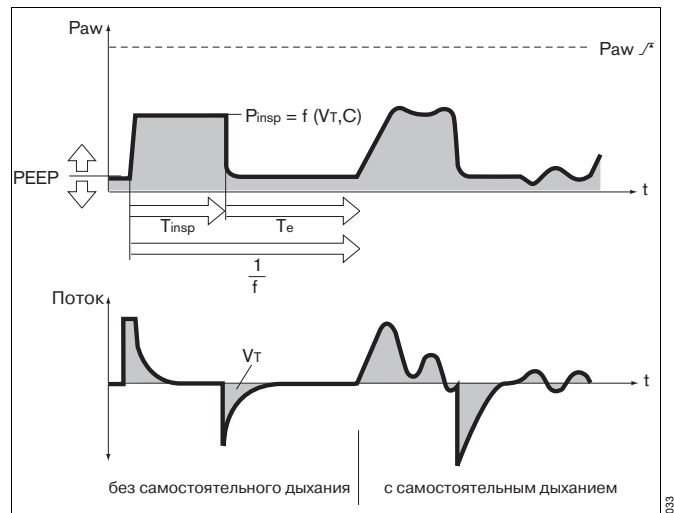 Paw
Paw
Pinsp = f (VT,C)
PEEP
t
Tinsp
Te
1
f
Поток
VT
t
без самостоятельного дыхания
с самостоятельным дыханием
033